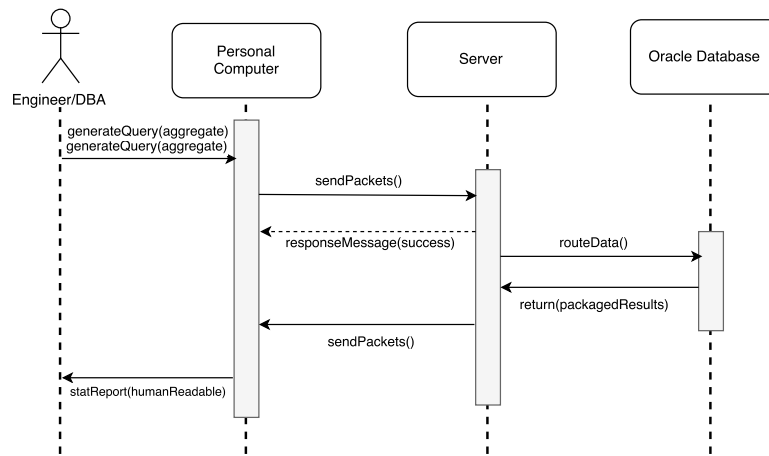 Personal
Computer
Server
Oracle Database
Engineer/DBA
generateQuery(aggregate)
generateQuery(aggregate)
sendPackets()
responseMessage(success)
routeData()
return(packagedResults)
sendPackets()
statReport(humanReadable)